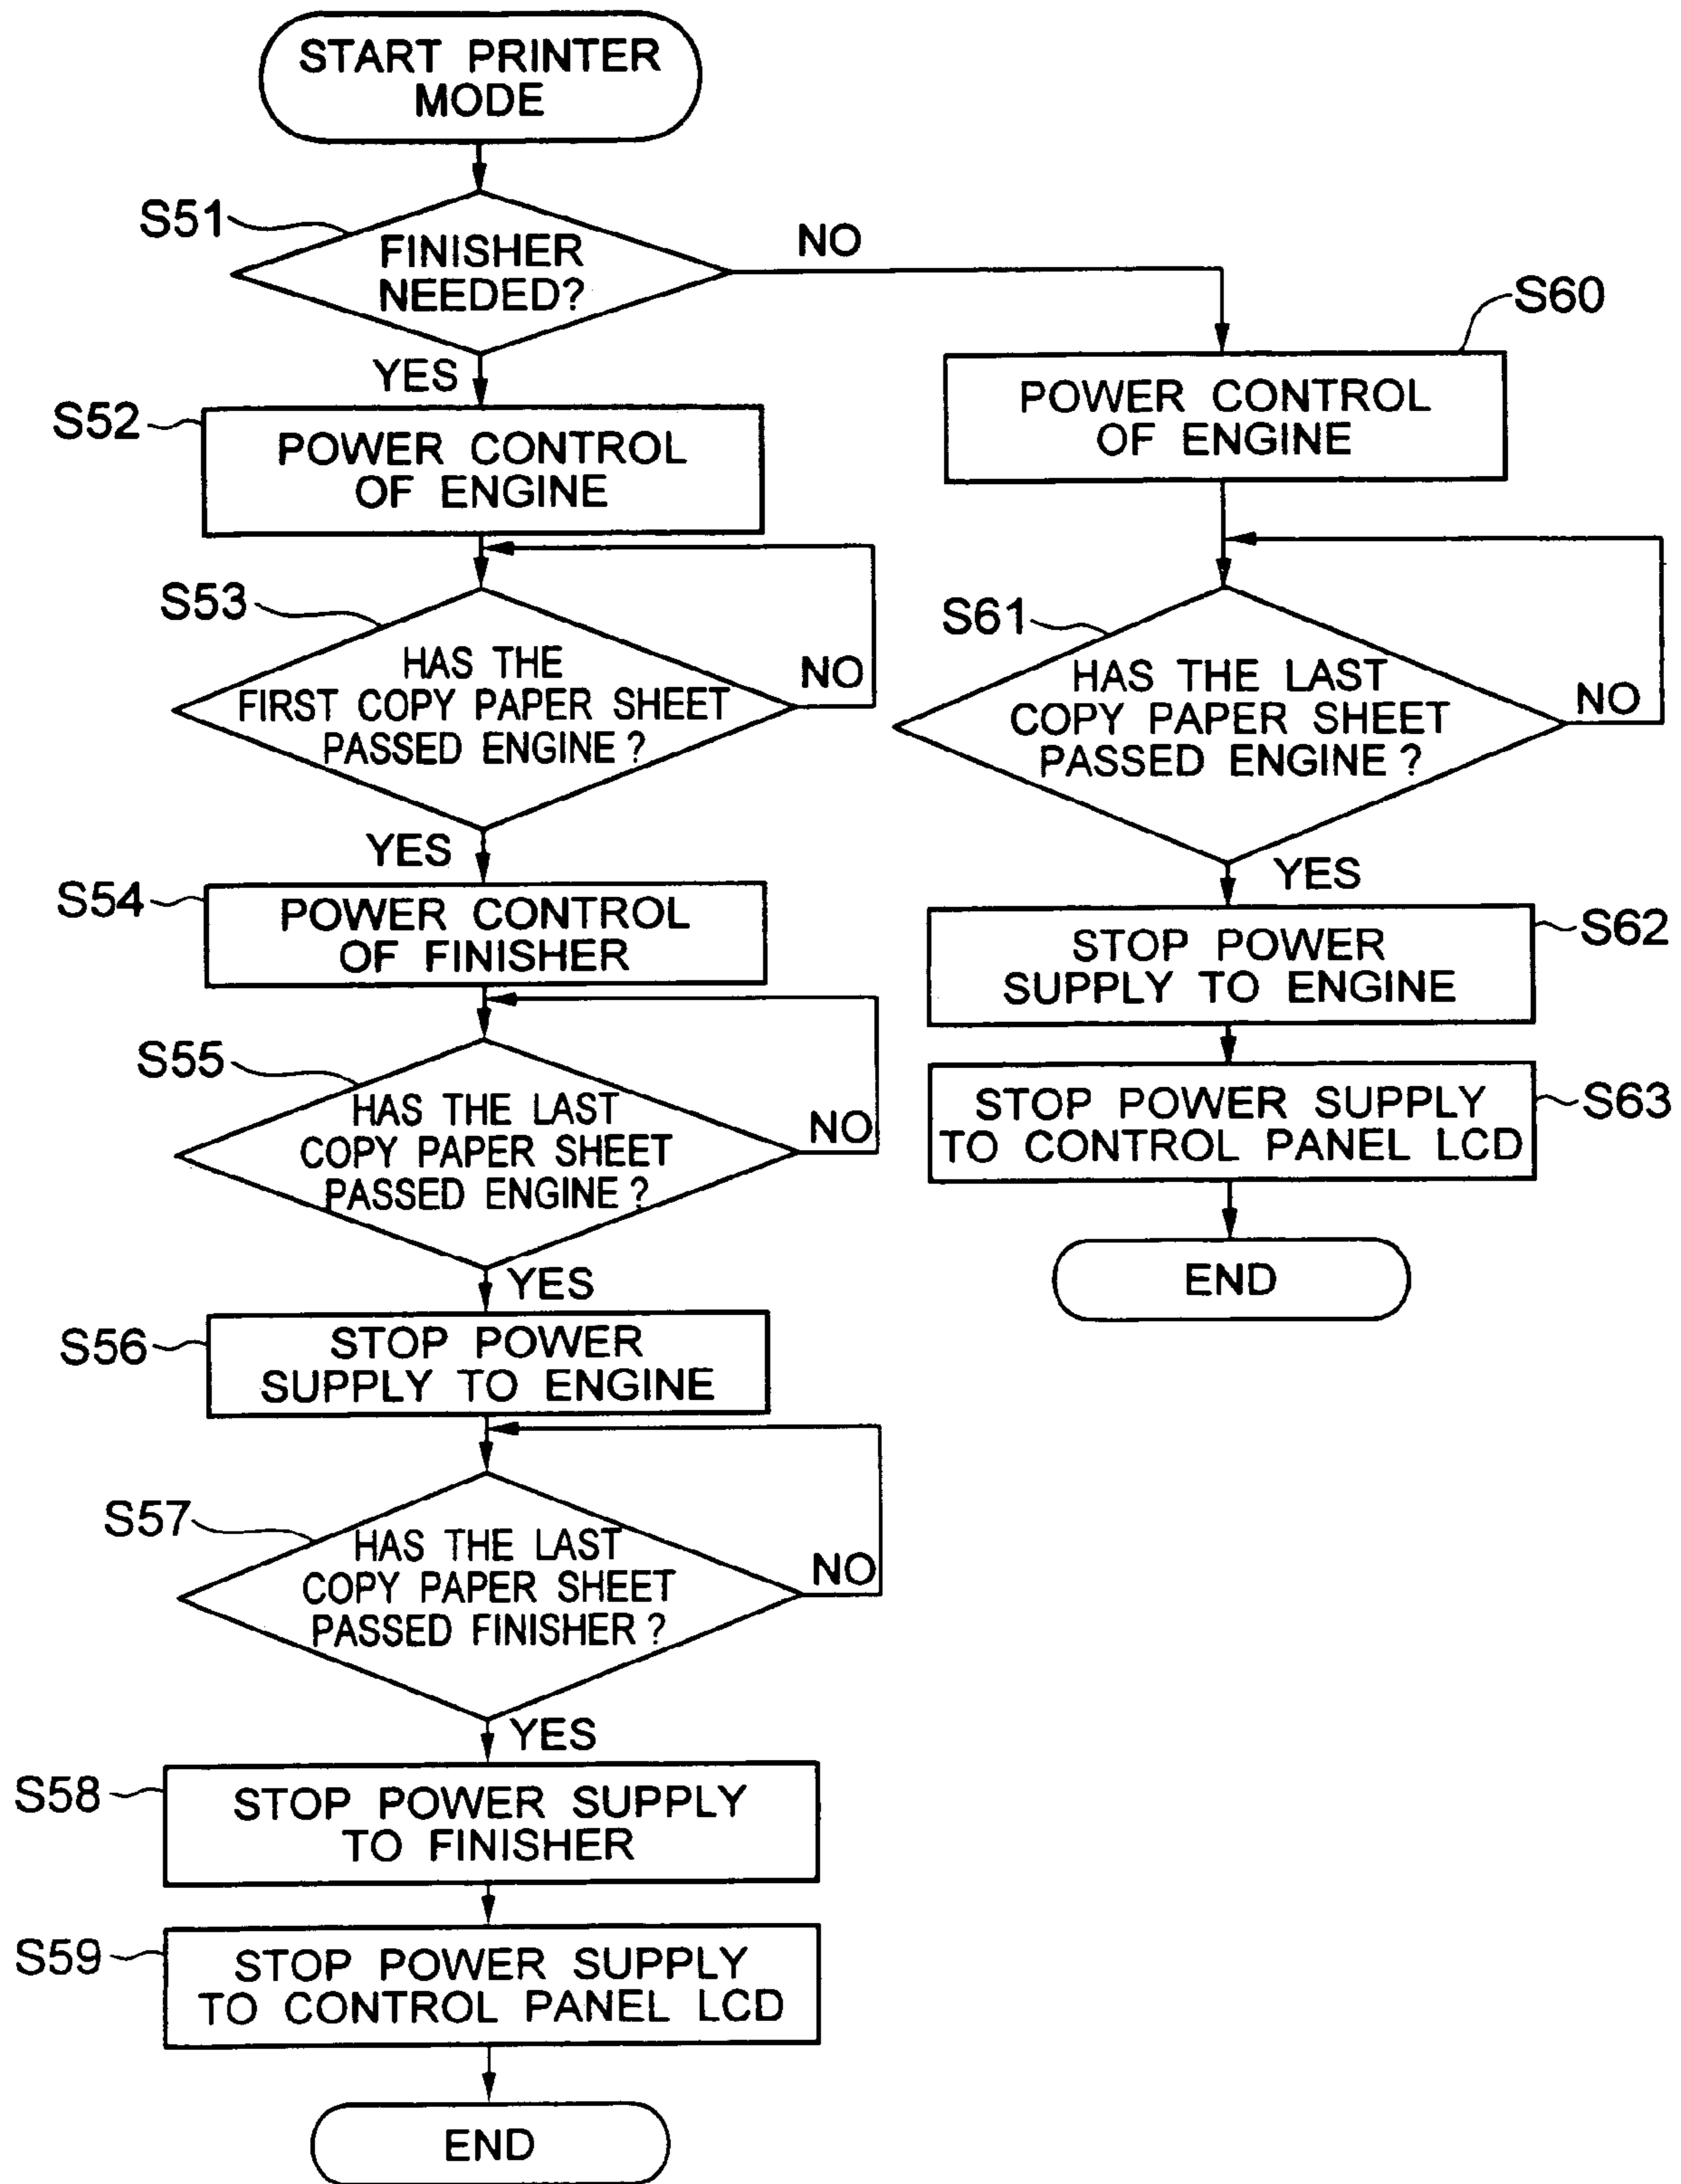 START PRINTER
MODE
S51
FINISHER
NEEDED?
NO
YES
S52
POWER CONTROL
OF ENGINE
S53
HAS THE
FIRST COPY PAPER SHEET
PASSED ENGINE?
NO
YES
S54
POWER CONTROL
OF FINISHER
S55
HAS THE LAST
COPY PAPER SHEET
PASSED ENGINE?
NO
YES
S56
STOP POWER
SUPPLY TO ENGINE
S57
HAS THE LAST
COPY PAPER SHEET
PASSED FINISHER?
NO
YES
S58
STOP POWER SUPPLY
TO FINISHER
S59
STOP POWER SUPPLY
TO CONTROL PANEL LCD
END
S60
POWER CONTROL
OF ENGINE
S61
HAS THE LAST
COPY PAPER SHEET
PASSED ENGINE?
NO
YES
S62
STOP POWER
SUPPLY TO ENGINE
S63
STOP POWER SUPPLY
TO CONTROL PANEL LCD
END